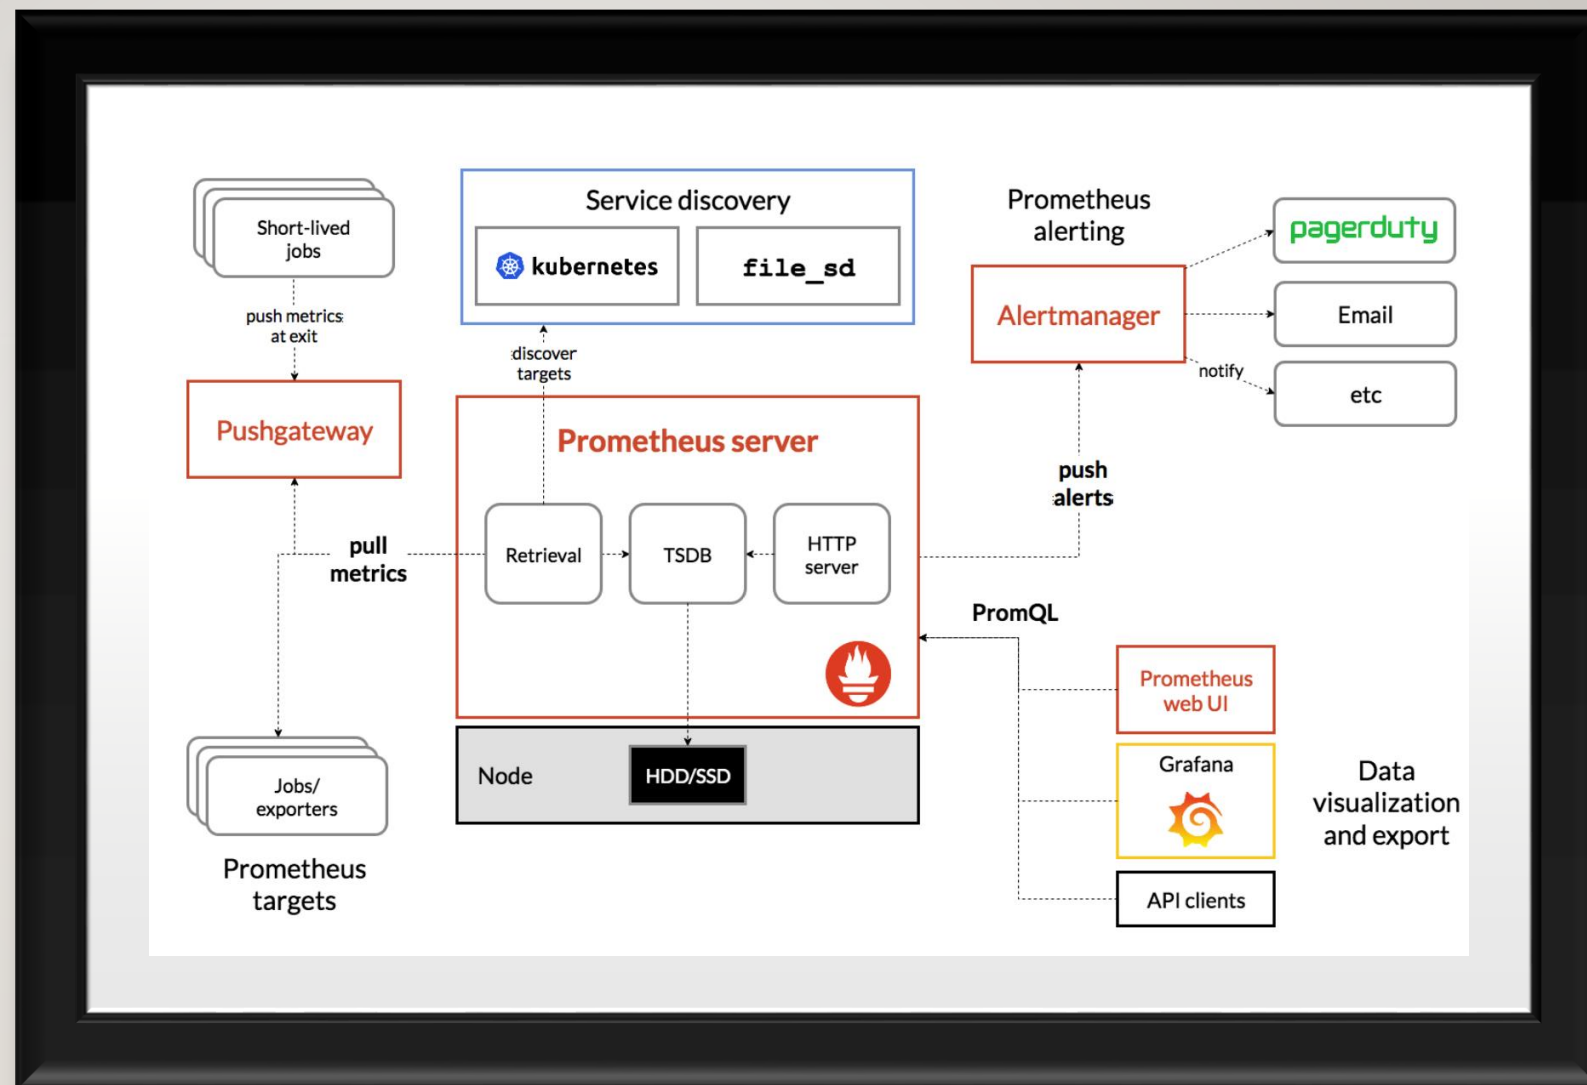 Short-lived
jobs
push metrics
at exit
Pushgateway
pull
metrics
Jobs/
exporters
Prometheus
targets
Service discovery
kubernetes
file_sd
discover
targets
Prometheus server
Retrieval
TSDB
HTTP
server
Node
HDD/SSD
Prometheus
alerting
Alertmanager
pagerduty
Email
etc
notify
push
alerts
PromQL
Prometheus
web UI
Grafana
API clients
Data
visualization
and export